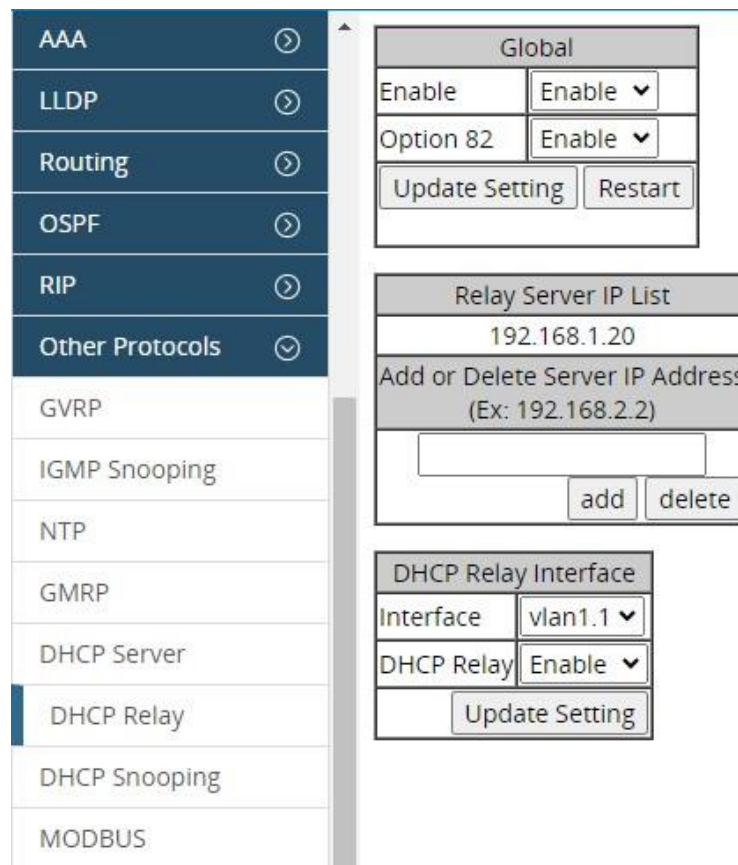 AAA
LLDP
Routing
OSPF
RIP
Other Protocols
GVRP
IGMP Snooping
NTP
GMRP
DHCP Server
DHCP Relay
DHCP Snooping
MODBUS
Global
Enable Enable
Option 82 Enable
Update Setting Restart
Relay Server IP List
192.168.1.20
Add or Delete Server IP Address
(Ex: 192.168.2.2)
add delete
DHCP Relay Interface
Interface vlan1.1
DHCP Relay Enable
Update Setting